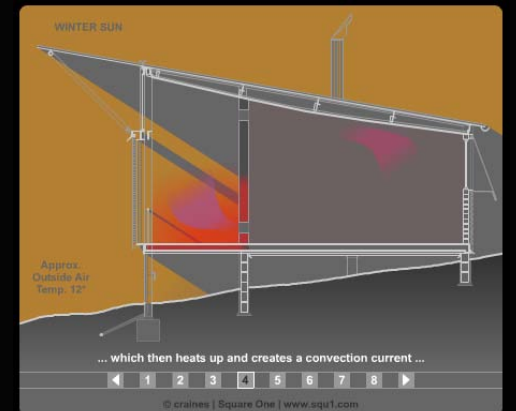 WINTER SUN
Approx.
Outside Air
Temp. 12°
... which then heats up and creates a convection current ...
1 2 3 4 5 6 7 8
© craines | Square One | www.squ1.com